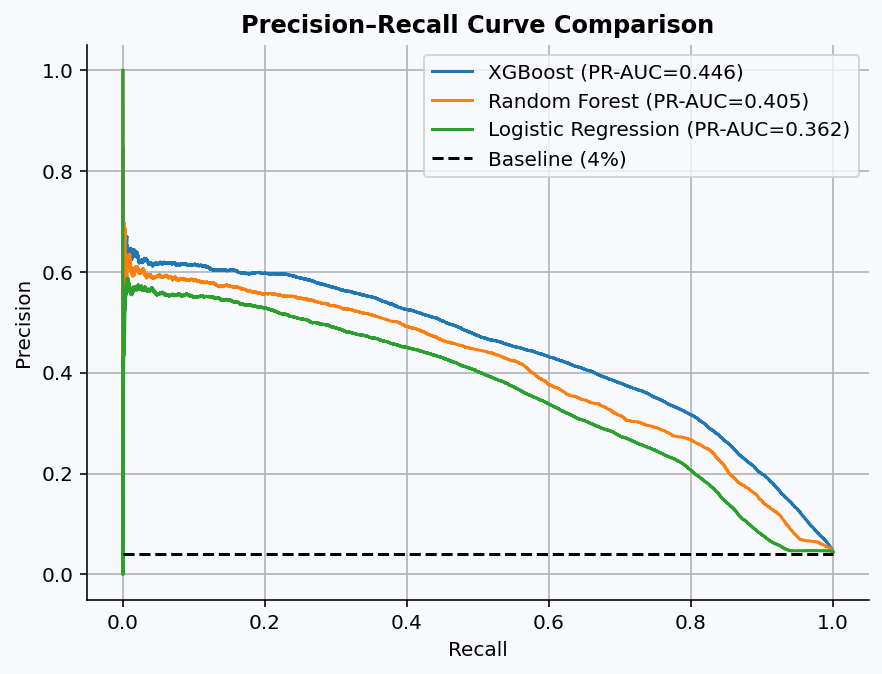 Precision–Recall Curve Comparison
XGBoost (PR-AUC=0.446)
Random Forest (PR-AUC=0.405)
Logistic Regression (PR-AUC=0.362)
Baseline (4%)
Precision
1.0
0.8
0.6
0.4
0.2
0.0
0.0 0.2 0.4 0.6 0.8 1.0
Recall